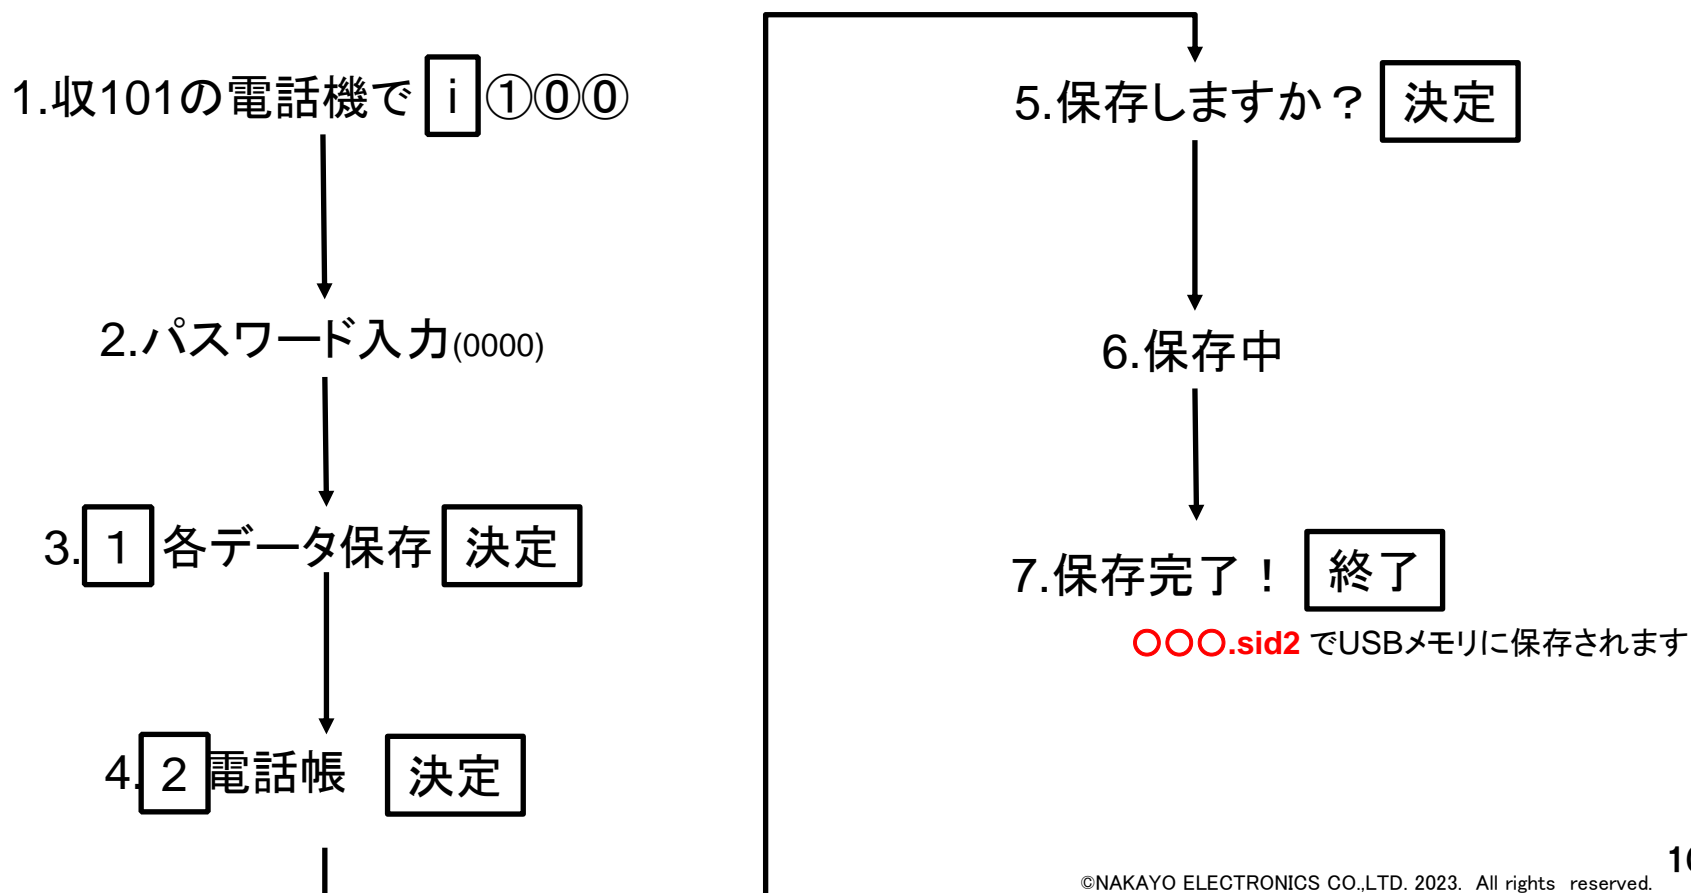 1.収101の電話機で i ①⓪⓪
2.パスワード入力(0000)
3. 1 各データ保存 決定
4. 2 電話帳 決定
5.保存しますか？ 決定
6.保存中
7.保存完了！ 終了
〇〇〇.sid2 でUSBメモリに保存されます
©NAKAYO ELECTRONICS CO.,LTD. 2023. All rights reserved.